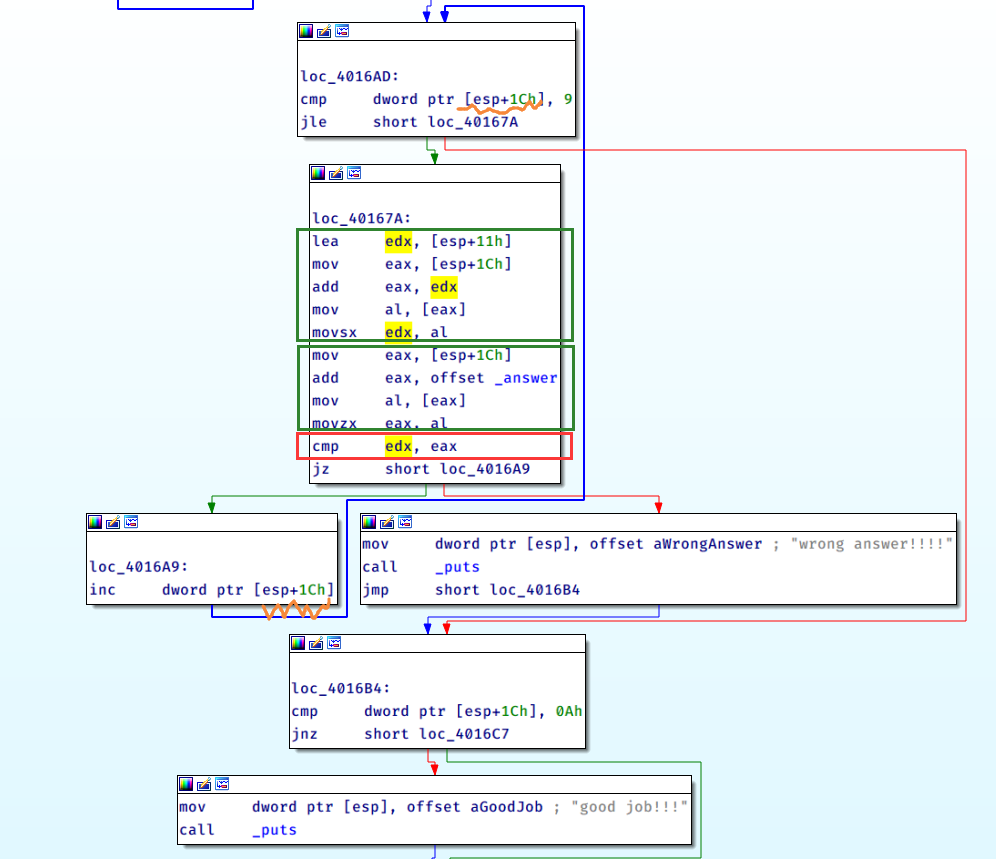 loc_4016AD:
cmp dword ptr [esp+1Ch], 9
jle short loc_40167A
loc_40167A:
lea edx, [esp+11h]
mov eax, [esp+1Ch]
add eax, edx
mov al, [eax]
movsx edx, al
mov eax, [esp+1Ch]
add eax, offset _answer
mov al, [eax]
movzx eax, al
cmp edx, eax
jz short loc_4016A9
loc_4016A9:
inc dword ptr [esp+1Ch]
mov dword ptr [esp], offset aWrongAnswer ; "wrong answer!!!!"
call _puts
jmp short loc_4016B4
loc_4016B4:
cmp dword ptr [esp+1Ch], 0Ah
jnz short loc_4016C7
mov dword ptr [esp], offset aGoodJob ; "good job!!!"
call _puts